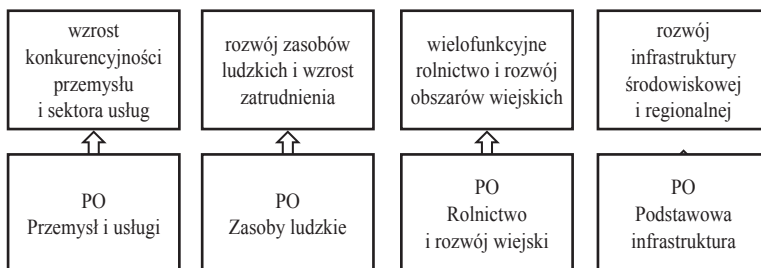 wzrost
konkurencyjności
przemysłu
i sektora usług
rozwój zasobów
ludzkich i wzrost
zatrudnienia
wielofunkcyjne
rolnictwo i rozwój
obszarów wiejskich
rozwój
infrastruktury
środowiskowej
i regionalnej
PO
Przemysł i usługi
PO
Zasoby ludzkie
PO
Rolnictwo
i rozwój wiejski
PO
Podstawowa
infrastruktura